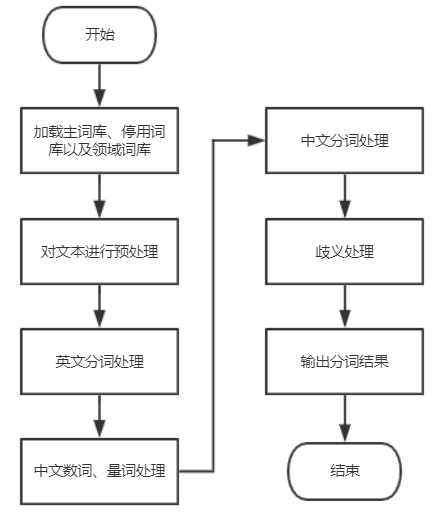 开始
加载主词库、停用词
库以及领域词库
对文本进行预处理
英文分词处理
中文数词、量词处理
中文分词处理
歧义处理
输出分词结果
结束